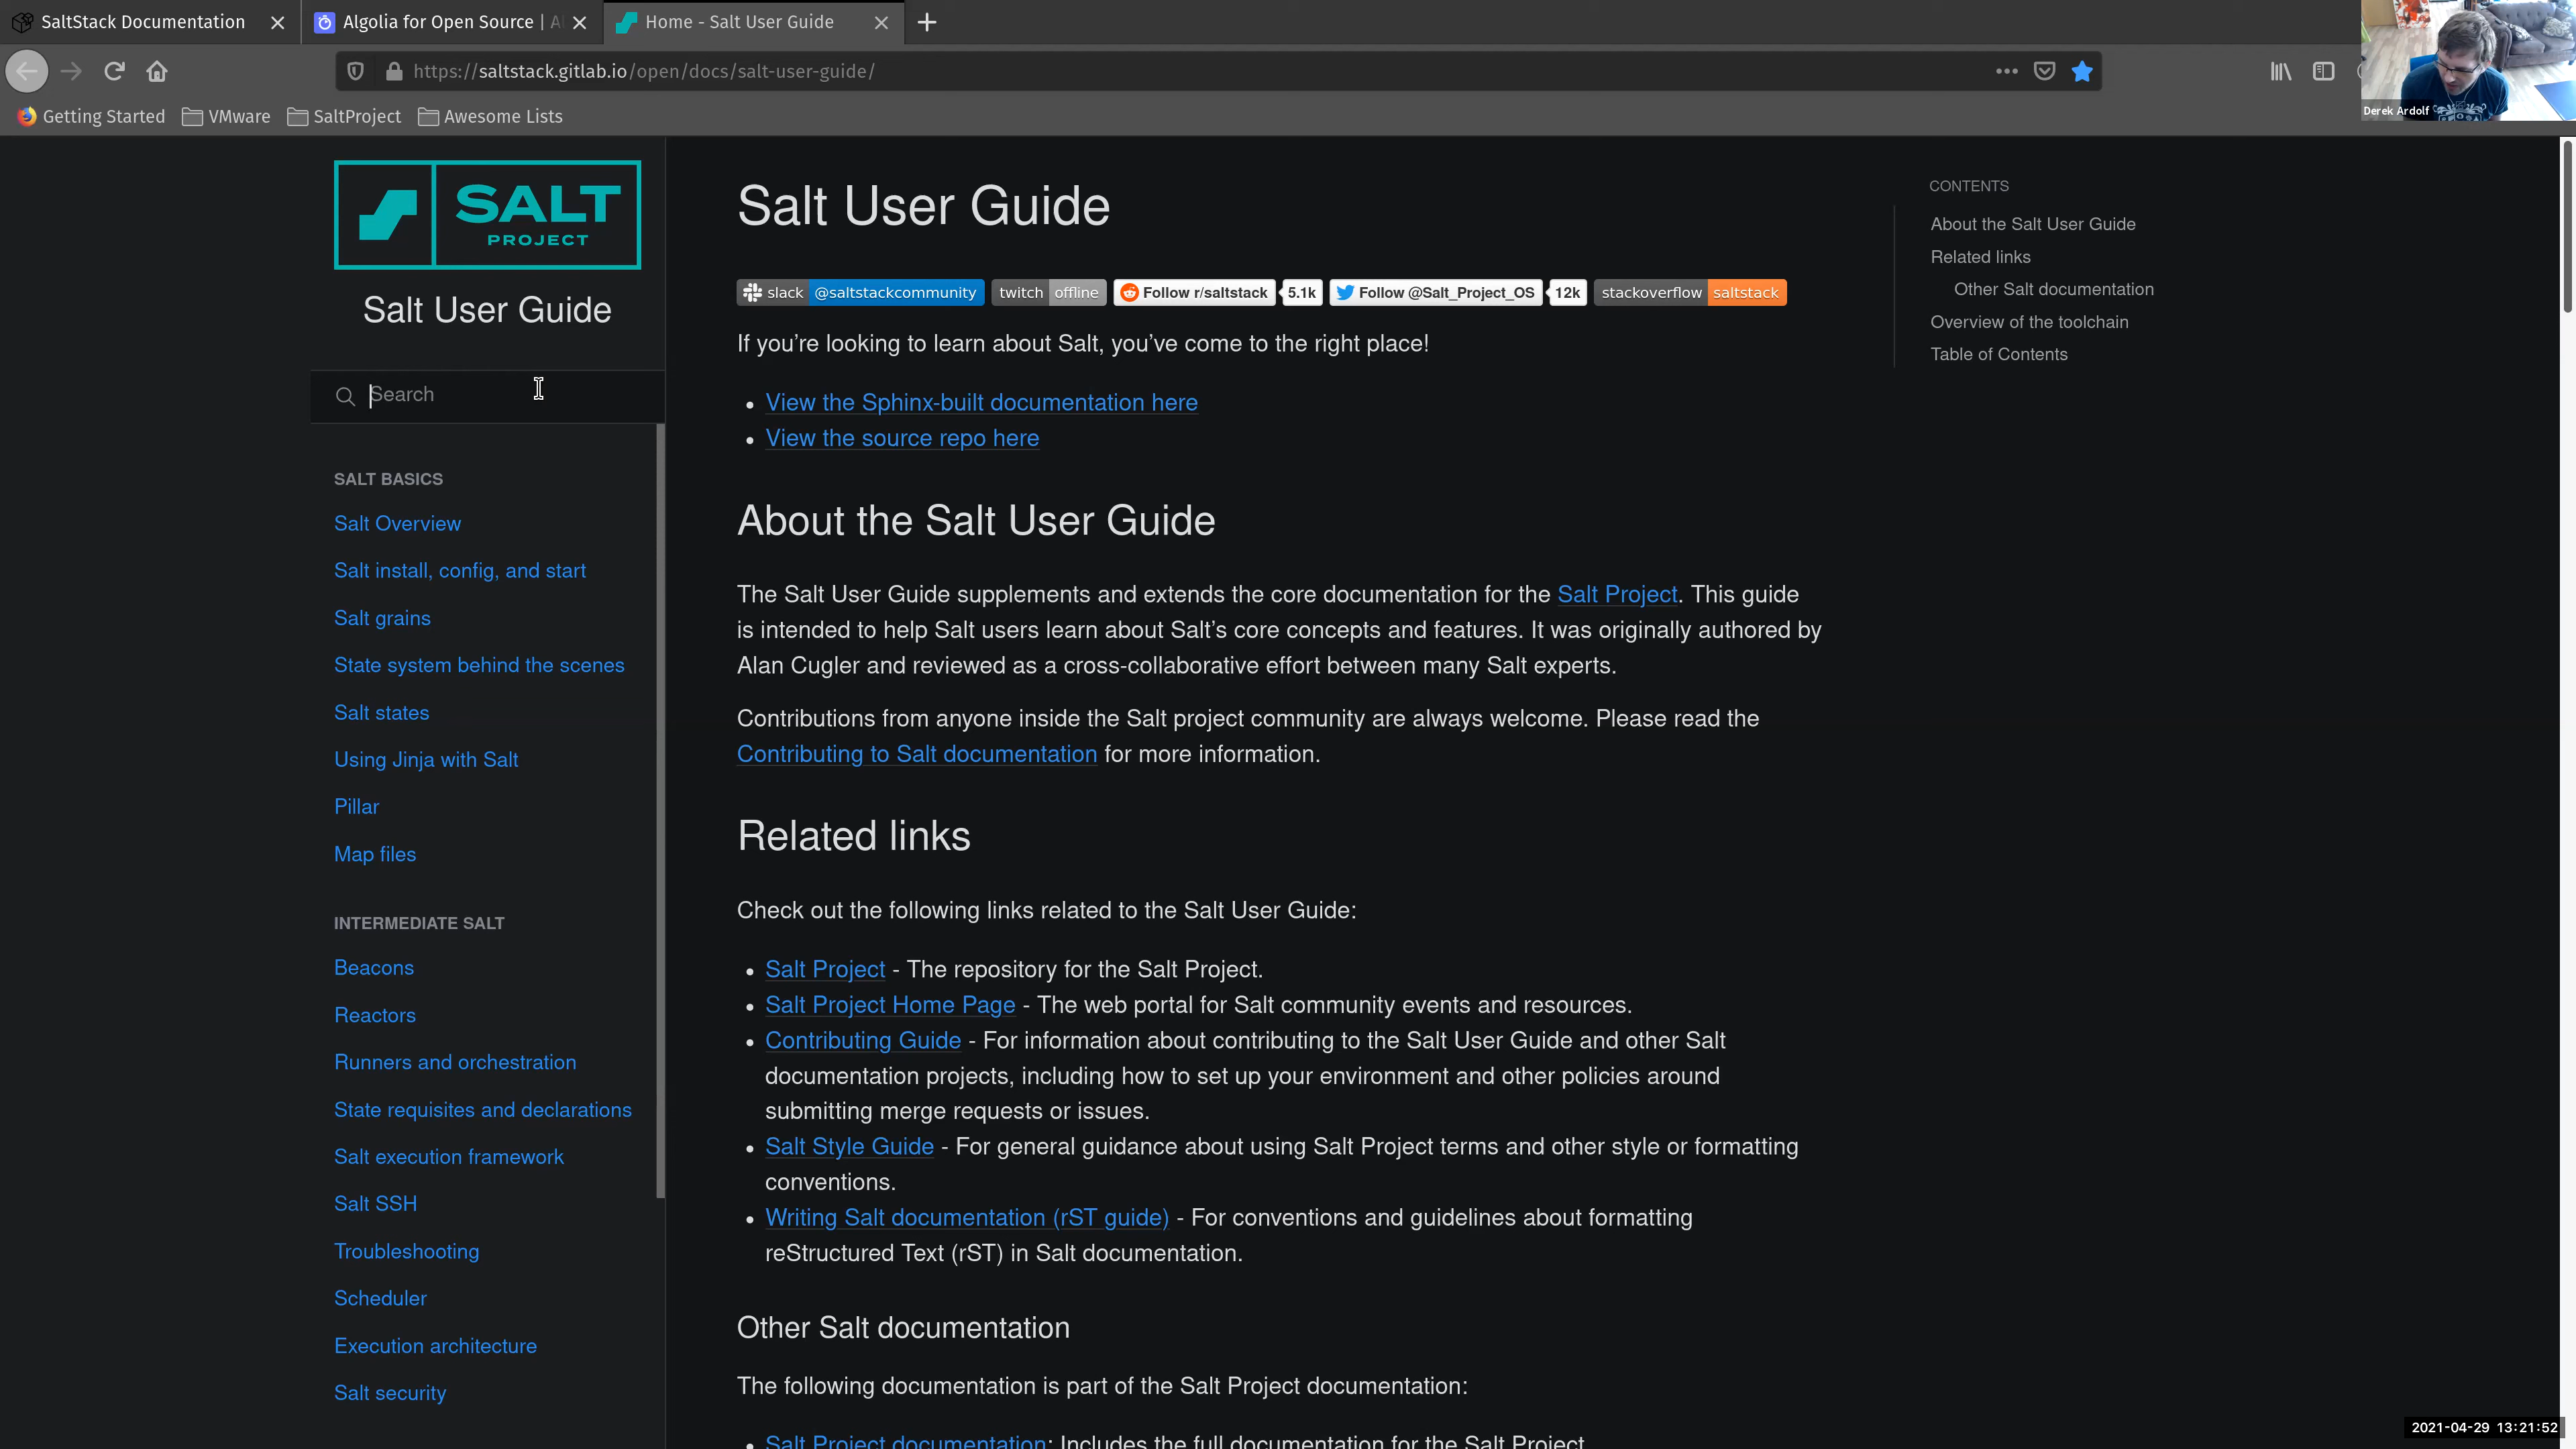 SaltStack Documentation
Algolia for Open Source |
Home - Salt User Guide
https://saltstack.gitlab.io/open/docs/salt-user-guide/
Getting Started
VMware
SaltProject
Awesome Lists
Derek Ardolf
SALT
PROJECT
Salt User Guide
Search
SALT BASICS
Salt Overview
Salt install, config, and start
Salt grains
State system behind the scenes
Salt states
Using Jinja with Salt
Pillar
Map files
INTERMEDIATE SALT
Beacons
Reactors
Runners and orchestration
State requisites and declarations
Salt execution framework
Salt SSH
Troubleshooting
Scheduler
Execution architecture
Salt security
Salt User Guide
slack @saltstackcommunity twitch offline Follow r/saltstack 5.1k Follow @Salt_Project_OS 12k stackoverflow saltstack
If you’re looking to learn about Salt, you’ve come to the right place!
• View the Sphinx-built documentation here
• View the source repo here
About the Salt User Guide
The Salt User Guide supplements and extends the core documentation for the Salt Project. This guide
is intended to help Salt users learn about Salt’s core concepts and features. It was originally authored by
Alan Cugler and reviewed as a cross-collaborative effort between many Salt experts.
Contributions from anyone inside the Salt project community are always welcome. Please read the
Contributing to Salt documentation for more information.
Related links
Check out the following links related to the Salt User Guide:
• Salt Project - The repository for the Salt Project.
• Salt Project Home Page - The web portal for Salt community events and resources.
• Contributing Guide - For information about contributing to the Salt User Guide and other Salt
documentation projects, including how to set up your environment and other policies around
submitting merge requests or issues.
• Salt Style Guide - For general guidance about using Salt Project terms and other style or formatting
conventions.
• Writing Salt documentation (rST guide) - For conventions and guidelines about formatting
reStructured Text (rST) in Salt documentation.
Other Salt documentation
The following documentation is part of the Salt Project documentation:
• Salt Project documentation: Includes the full documentation for the Salt Project
CONTENTS
About the Salt User Guide
Related links
Other Salt documentation
Overview of the toolchain
Table of Contents
2021-04-29 13:21:52